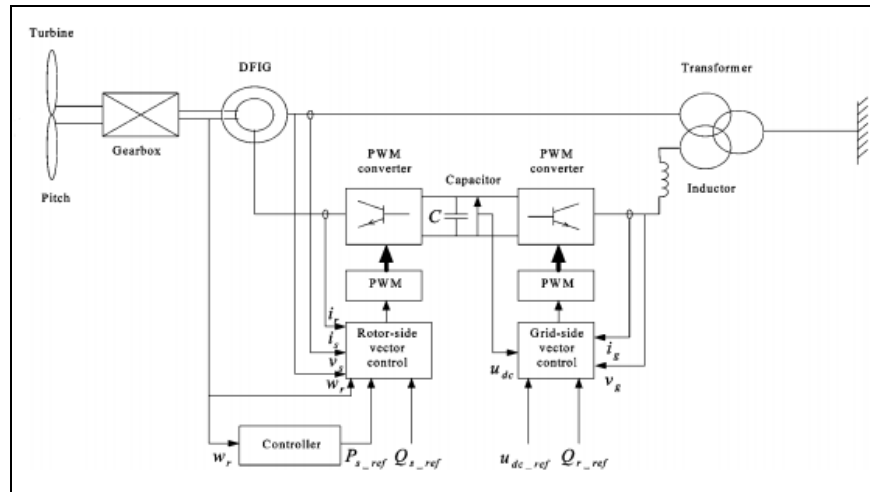 Turbine
DFIG
Transformer
Gearbox
Pitch
PWM
converter
Capacitor
PWM
converter
Inductor
C
PWM
PWM
i_r
i_s
v_s
w_r
Rotor-side
vector
control
u_dc
Grid-side
vector
control
i_g
v_g
w_r
Controller
P_s_ref
Q_s_ref
u_dc_ref
Q_r_ref